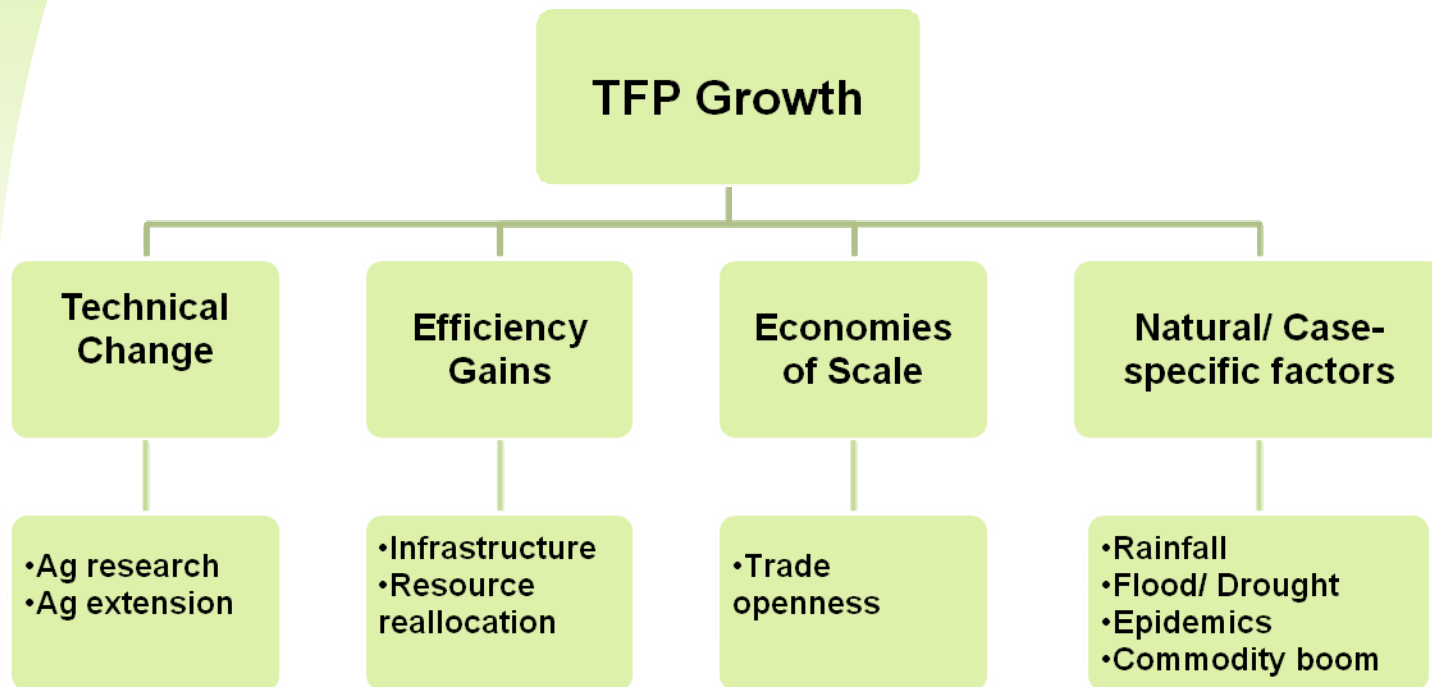 TFP Growth
Technical
Change
Efficiency
Gains
Economies
of Scale
Natural/ Case-
specific factors
•Ag research
•Ag extension
•Infrastructure
•Resource
reallocation
•Trade
openness
•Rainfall
•Flood/ Drought
•Epidemics
•Commodity boom